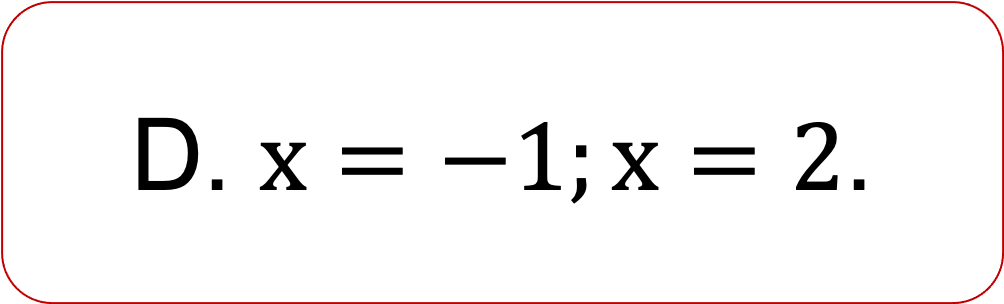 D. x = −1; x = 2.